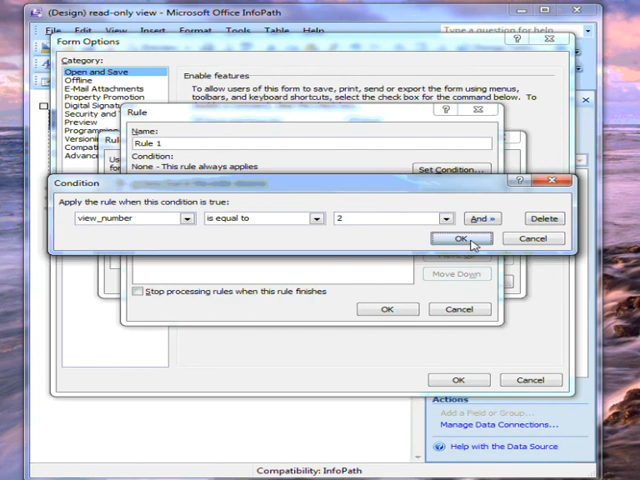 (Design) read-only view - Microsoft Office InfoPath
File Edit View Insert Format Tools Table Help
Type a question for help
Form Options
Category:
Open and Save
Offline
E-Mail Attachments
Property Promotion
Digital Signatu
Security and
Preview
Programming
Versioning
Compati
Advance
Enable features
To allow users of this form to save, print, send or export the form using menus,
toolbars, and keyboard shortcuts, select the check box for the command below. To
Rule
Name:
Rule 1
Condition:
None - This rule always applies
Set Condition...
Condition
Apply the rule when this condition is true:
view_number
is equal to
2
And »
Delete
OK
Cancel
Move Down
Stop processing rules when this rule finishes
OK
Cancel
OK
Cancel
Actions
Add a Field or Group...
Manage Data Connections...
Help with the Data Source
Compatibility: InfoPath